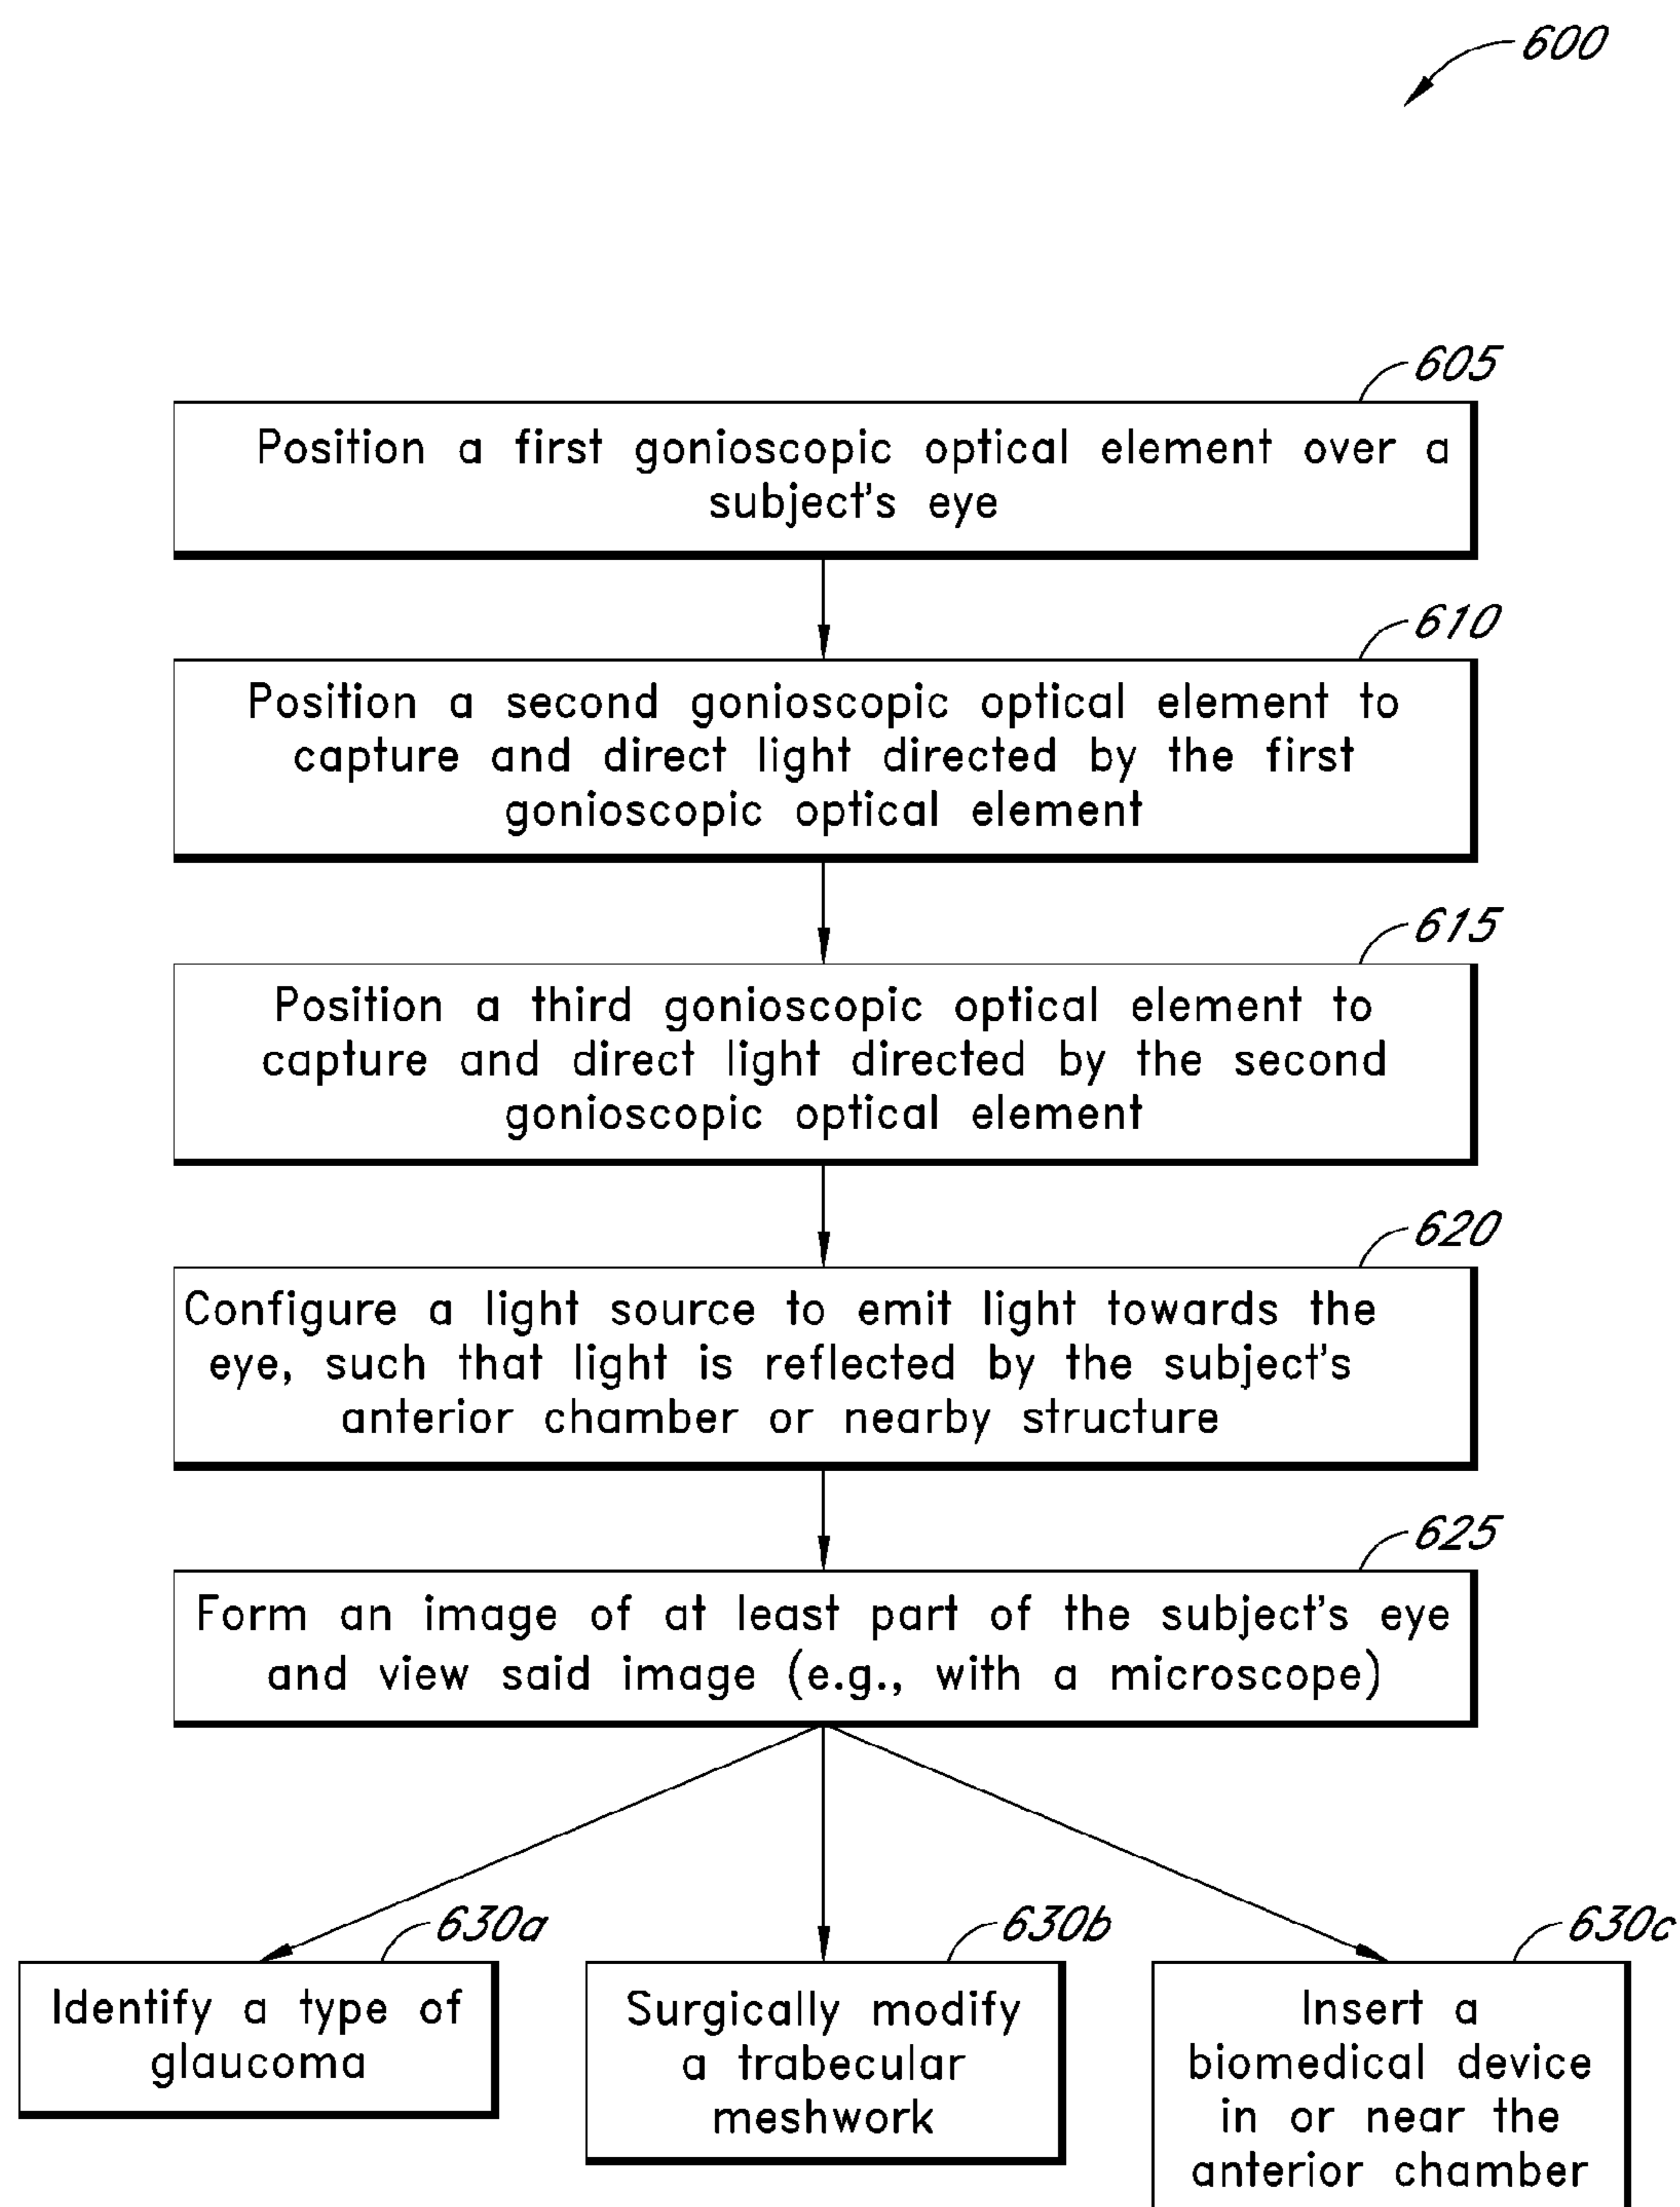 600
605
Position a first gonioscopic optical element over a
subject's eye
610
Position a second gonioscopic optical element to
capture and direct light directed by the first
gonioscopic optical element
615
Position a third gonioscopic optical element to
capture and direct light directed by the second
gonioscopic optical element
620
Configure a light source to emit light towards the
eye, such that light is reflected by the subject's
anterior chamber or nearby structure
625
Form an image of at least part of the subject's eye
and view said image (e.g., with a microscope)
630a
Identify a type of
glaucoma
630b
Surgically modify
a trabecular
meshwork
630c
Insert a
biomedical device
in or near the
anterior chamber